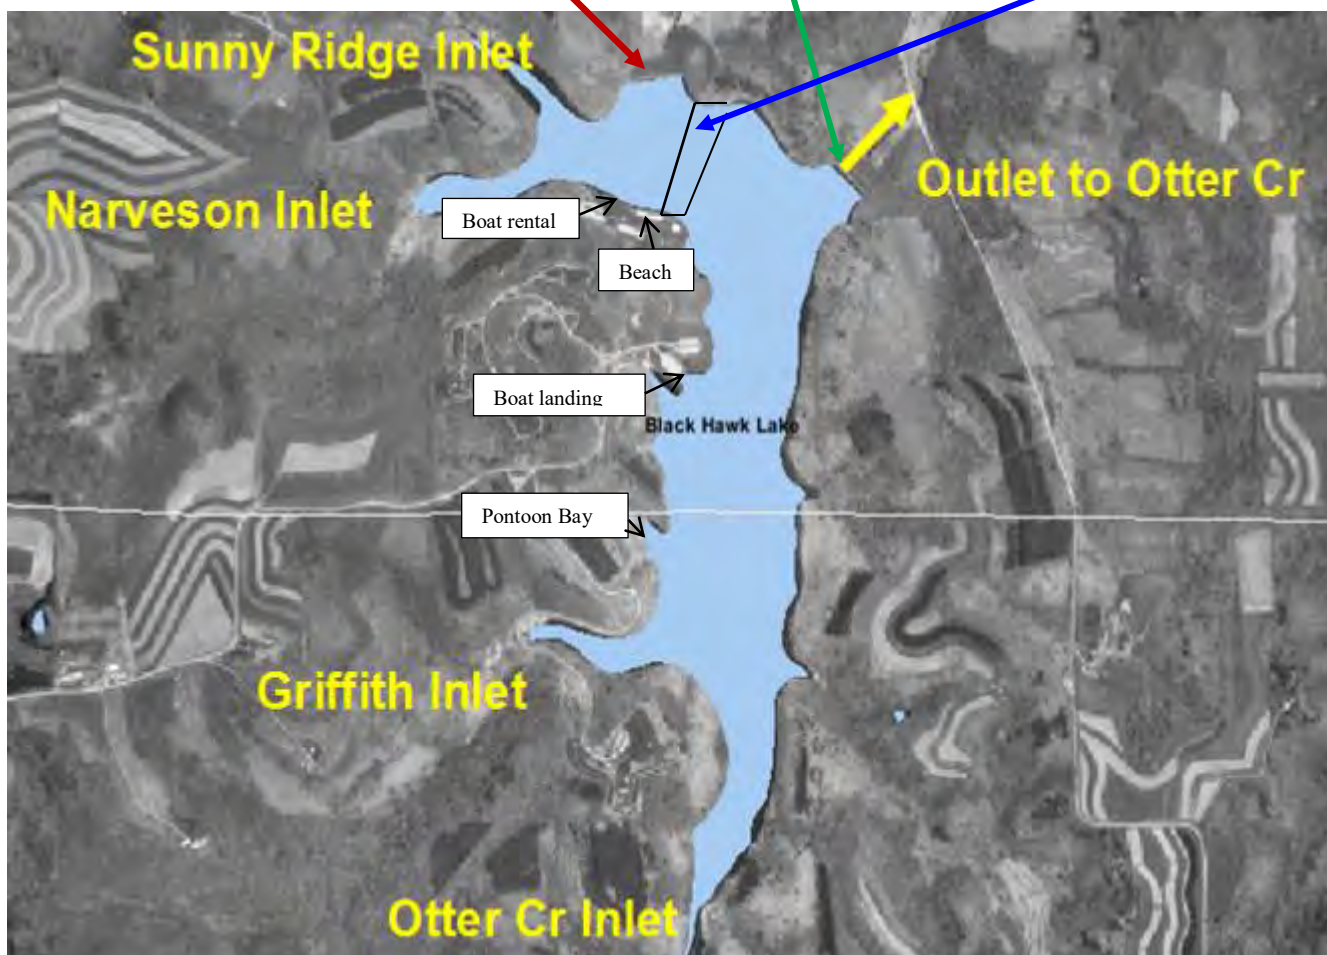 Sunny Ridge Inlet
Narveson Inlet
Outlet to Otter Cr
Boat rental
Beach
Boat landing
Black Hawk Lake
Pontoon Bay
Griffith Inlet
Otter Cr Inlet